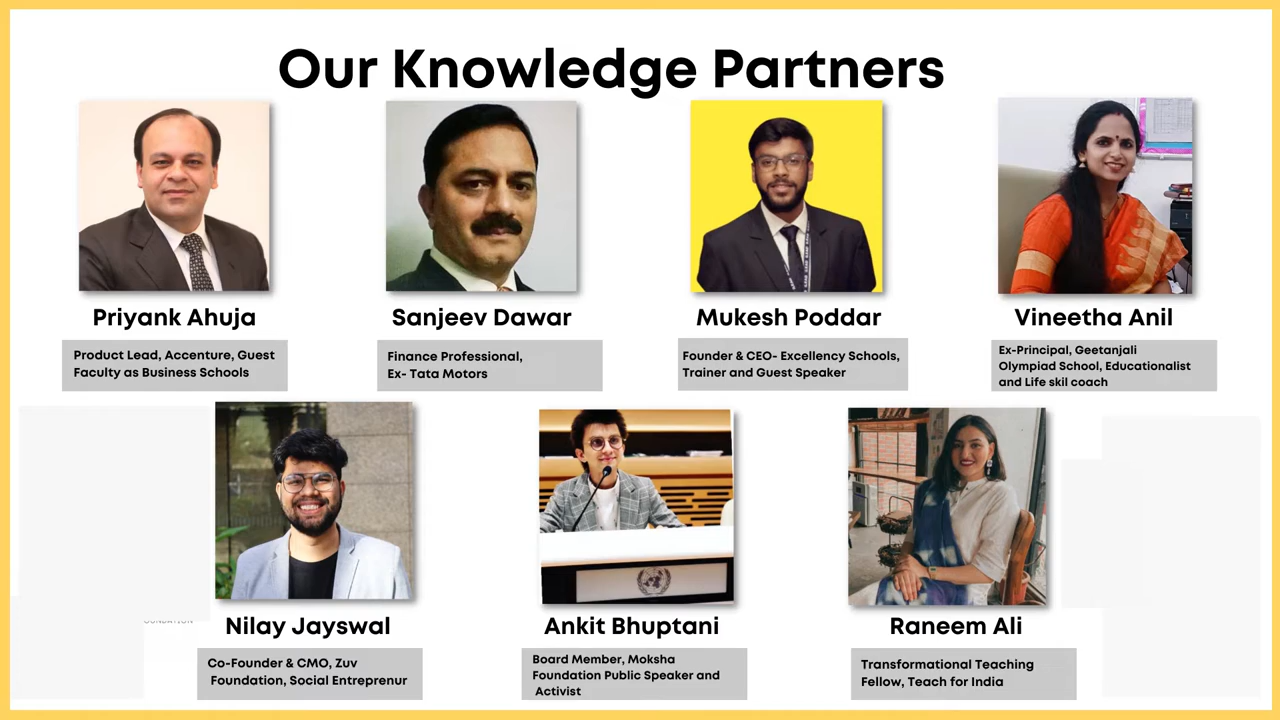 Our Knowledge Partners
Priyank Ahuja
Sanjeev Dawar
Mukesh Poddar
Vineetha Anil
Product Lead, Accenture, Guest
Faculty as Business Schools
Finance Professional,
Ex- Tata Motors
Founder & CEO- Excellency Schools,
Trainer and Guest Speaker
Ex-Principal, Geetanjali
Olympiad School, Educationalist
and Life skil coach
Nilay Jayswal
Ankit Bhuptani
Raneem Ali
Co-Founder & CMO, Zuv
Foundation, Social Entreprenur
Board Member, Moksha
Foundation Public Speaker and
Activist
Transformational Teaching
Fellow, Teach for India